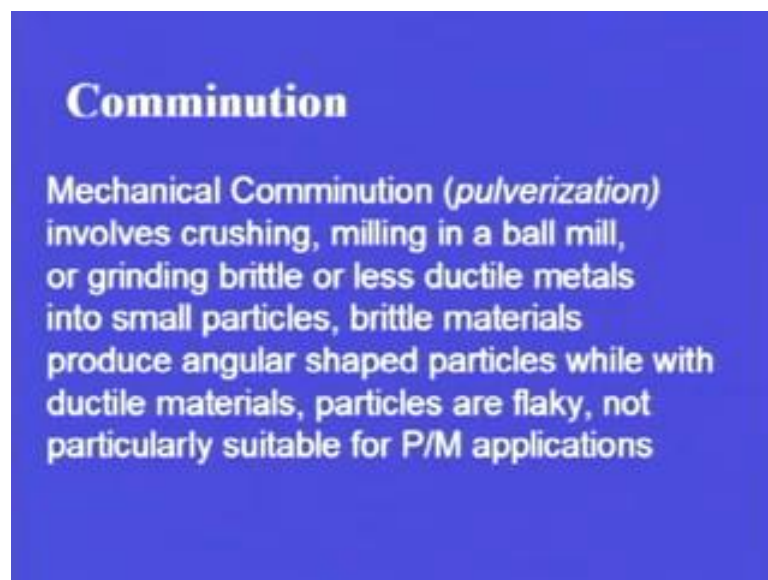 Comminution
Mechanical Comminution (pulverization)
involves crushing, milling in a ball mill,
or grinding brittle or less ductile metals
into small particles, brittle materials
produce angular shaped particles while with
ductile materials, particles are flaky, not
particularly suitable for P/M applications